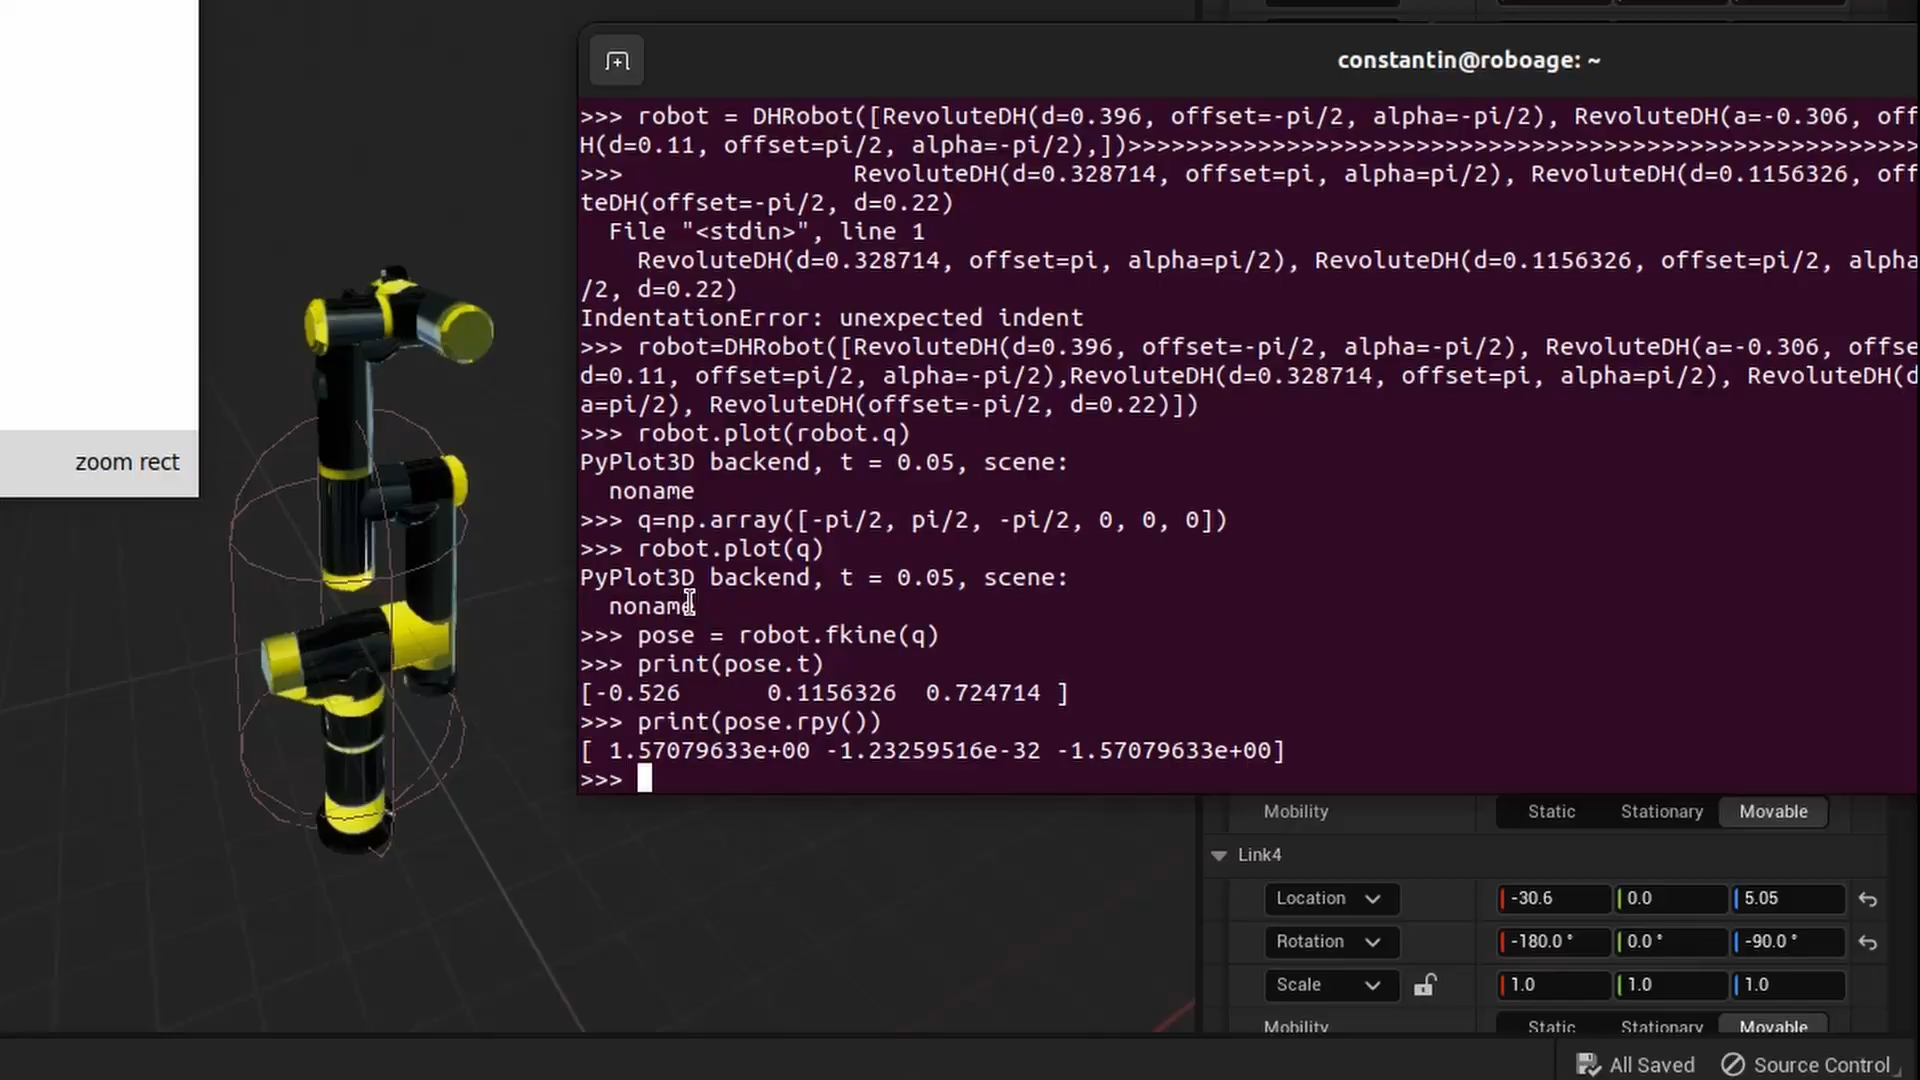 constantin@roboage: ~
>>> robot = DHRobot([RevoluteDH(d=0.396, offset=-pi/2, alpha=-pi/2), RevoluteDH(a=-0.306, off
H(d=0.11, offset=pi/2, alpha=-pi/2),])>>>>>>>>>>>>>>>>>>>>>>>>>>>>>>>>>>>>>>>>>>>>>>>>>>>>>>>
>>>                RevoluteDH(d=0.328714, offset=pi, alpha=pi/2), RevoluteDH(d=0.1156326, off
teDH(offset=-pi/2, d=0.22)
  File "<stdin>", line 1
    RevoluteDH(d=0.328714, offset=pi, alpha=pi/2), RevoluteDH(d=0.1156326, offset=pi/2, alpha
/2, d=0.22)
IndentationError: unexpected indent
>>> robot=DHRobot([RevoluteDH(d=0.396, offset=-pi/2, alpha=-pi/2), RevoluteDH(a=-0.306, offse
d=0.11, offset=pi/2, alpha=-pi/2),RevoluteDH(d=0.328714, offset=pi, alpha=pi/2), RevoluteDH(d
a=pi/2), RevoluteDH(offset=-pi/2, d=0.22)])
>>> robot.plot(robot.q)
PyPlot3D backend, t = 0.05, scene:
  noname
>>> q=np.array([-pi/2, pi/2, -pi/2, 0, 0, 0])
>>> robot.plot(q)
PyPlot3D backend, t = 0.05, scene:
  noname
>>> pose = robot.fkine(q)
>>> print(pose.t)
[-0.526      0.1156326  0.724714 ]
>>> print(pose.rpy())
[ 1.57079633e+00 -1.23259516e-32 -1.57079633e+00]
>>>
zoom rect
Mobility Static Stationary Movable
Link4
Location -30.6 0.0 5.05
Rotation -180.0 ° 0.0 ° -90.0 °
Scale 1.0 1.0 1.0
Mobility Static Stationary Movable
All Saved Source Control